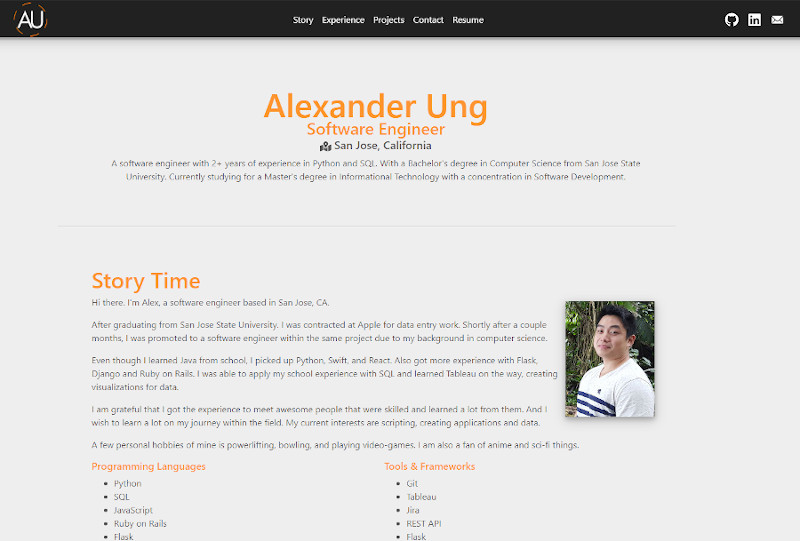 AU
Story Experience Projects Contact Resume
Alexander Ung
Software Engineer
San Jose, California
A software engineer with 2+ years of experience in Python and SQL. With a Bachelor's degree in Computer Science from San Jose State
University. Currently studying for a Master's degree in Informational Technology with a concentration in Software Development.
Story Time
Hi there. I'm Alex, a software engineer based in San Jose, CA.
After graduating from San Jose State University. I was contracted at Apple for data entry work. Shortly after a couple
months, I was promoted to a software engineer within the same project due to my background in computer science.
Even though I learned Java from school, I picked up Python, Swift, and React. Also got more experience with Flask,
Django and Ruby on Rails. I was able to apply my school experience with SQL and learned Tableau on the way, creating
visualizations for data.
I am grateful that I got the experience to meet awesome people that were skilled and learned a lot from them. And I
wish to learn a lot on my journey within the field. My current interests are scripting, creating applications and data.
A few personal hobbies of mine is powerlifting, bowling, and playing video-games. I am also a fan of anime and sci-fi things.
Programming Languages
Python
SQL
JavaScript
Ruby on Rails
Flask
Tools & Frameworks
Git
Tableau
Jira
REST API
Flask